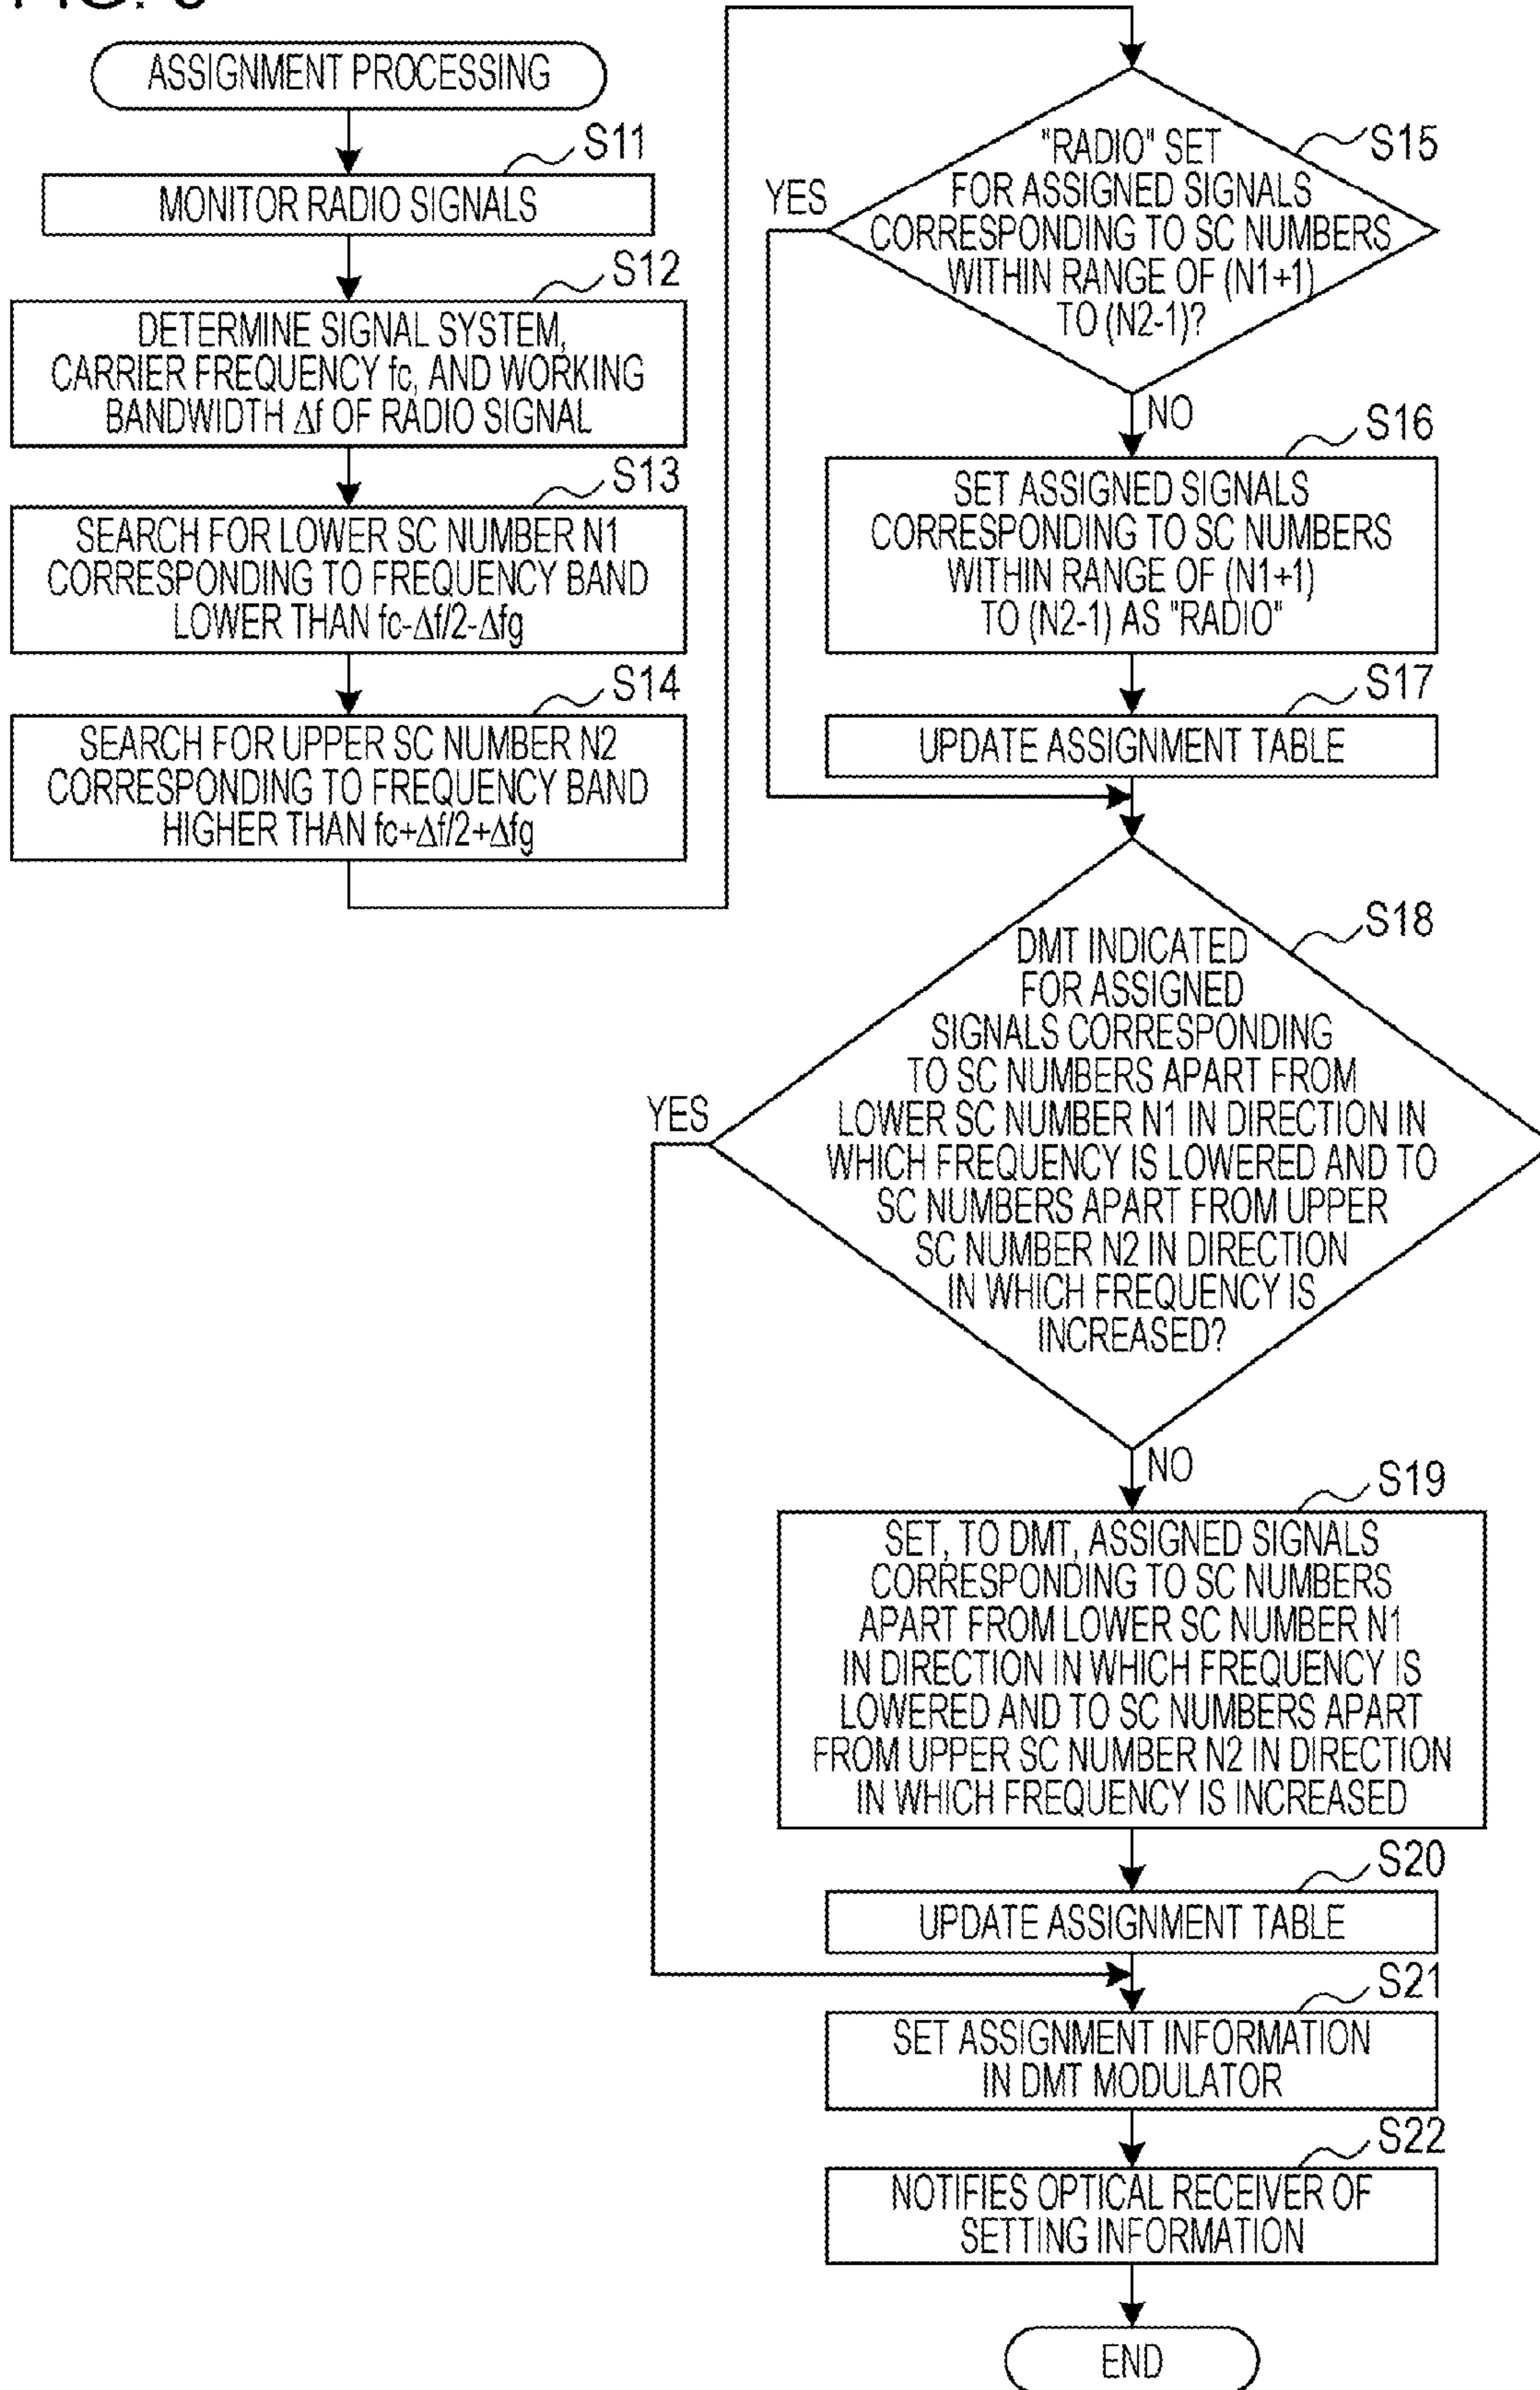 ASSIGNMENT PROCESSING
S11
MONITOR RADIO SIGNALS
S12
DETERMINE SIGNAL SYSTEM,
CARRIER FREQUENCY fc, AND WORKING
BANDWIDTH Δf OF RADIO SIGNAL
S13
SEARCH FOR LOWER SC NUMBER N1
CORRESPONDING TO FREQUENCY BAND
LOWER THAN fc-Δf/2-Δfg
S14
SEARCH FOR UPPER SC NUMBER N2
CORRESPONDING TO FREQUENCY BAND
HIGHER THAN fc+Δf/2+Δfg
S15
"RADIO" SET
FOR ASSIGNED SIGNALS
CORRESPONDING TO SC NUMBERS
WITHIN RANGE OF (N1+1)
TO (N2-1)?
YES
NO
S16
SET ASSIGNED SIGNALS
CORRESPONDING TO SC NUMBERS
WITHIN RANGE OF (N1+1)
TO (N2-1) AS "RADIO"
S17
UPDATE ASSIGNMENT TABLE
S18
DMT INDICATED
FOR ASSIGNED
SIGNALS CORRESPONDING
TO SC NUMBERS APART FROM
LOWER SC NUMBER N1 IN DIRECTION IN
WHICH FREQUENCY IS LOWERED AND TO
SC NUMBERS APART FROM UPPER
SC NUMBER N2 IN DIRECTION
IN WHICH FREQUENCY IS
INCREASED?
YES
NO
S19
SET, TO DMT, ASSIGNED SIGNALS
CORRESPONDING TO SC NUMBERS
APART FROM LOWER SC NUMBER N1
IN DIRECTION IN WHICH FREQUENCY IS
LOWERED AND TO SC NUMBERS APART
FROM UPPER SC NUMBER N2 IN DIRECTION
IN WHICH FREQUENCY IS INCREASED
S20
UPDATE ASSIGNMENT TABLE
S21
SET ASSIGNMENT INFORMATION
IN DMT MODULATOR
S22
NOTIFIES OPTICAL RECEIVER OF
SETTING INFORMATION
END